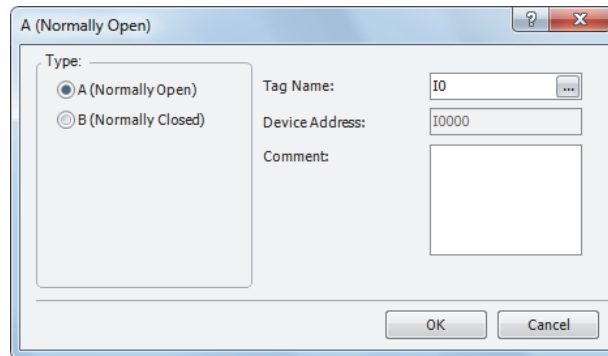 A (Normally Open)
?
X
Type:
A (Normally Open)
B (Normally Closed)
Tag Name:
I0
...
Device Address:
I0000
Comment:
OK
Cancel